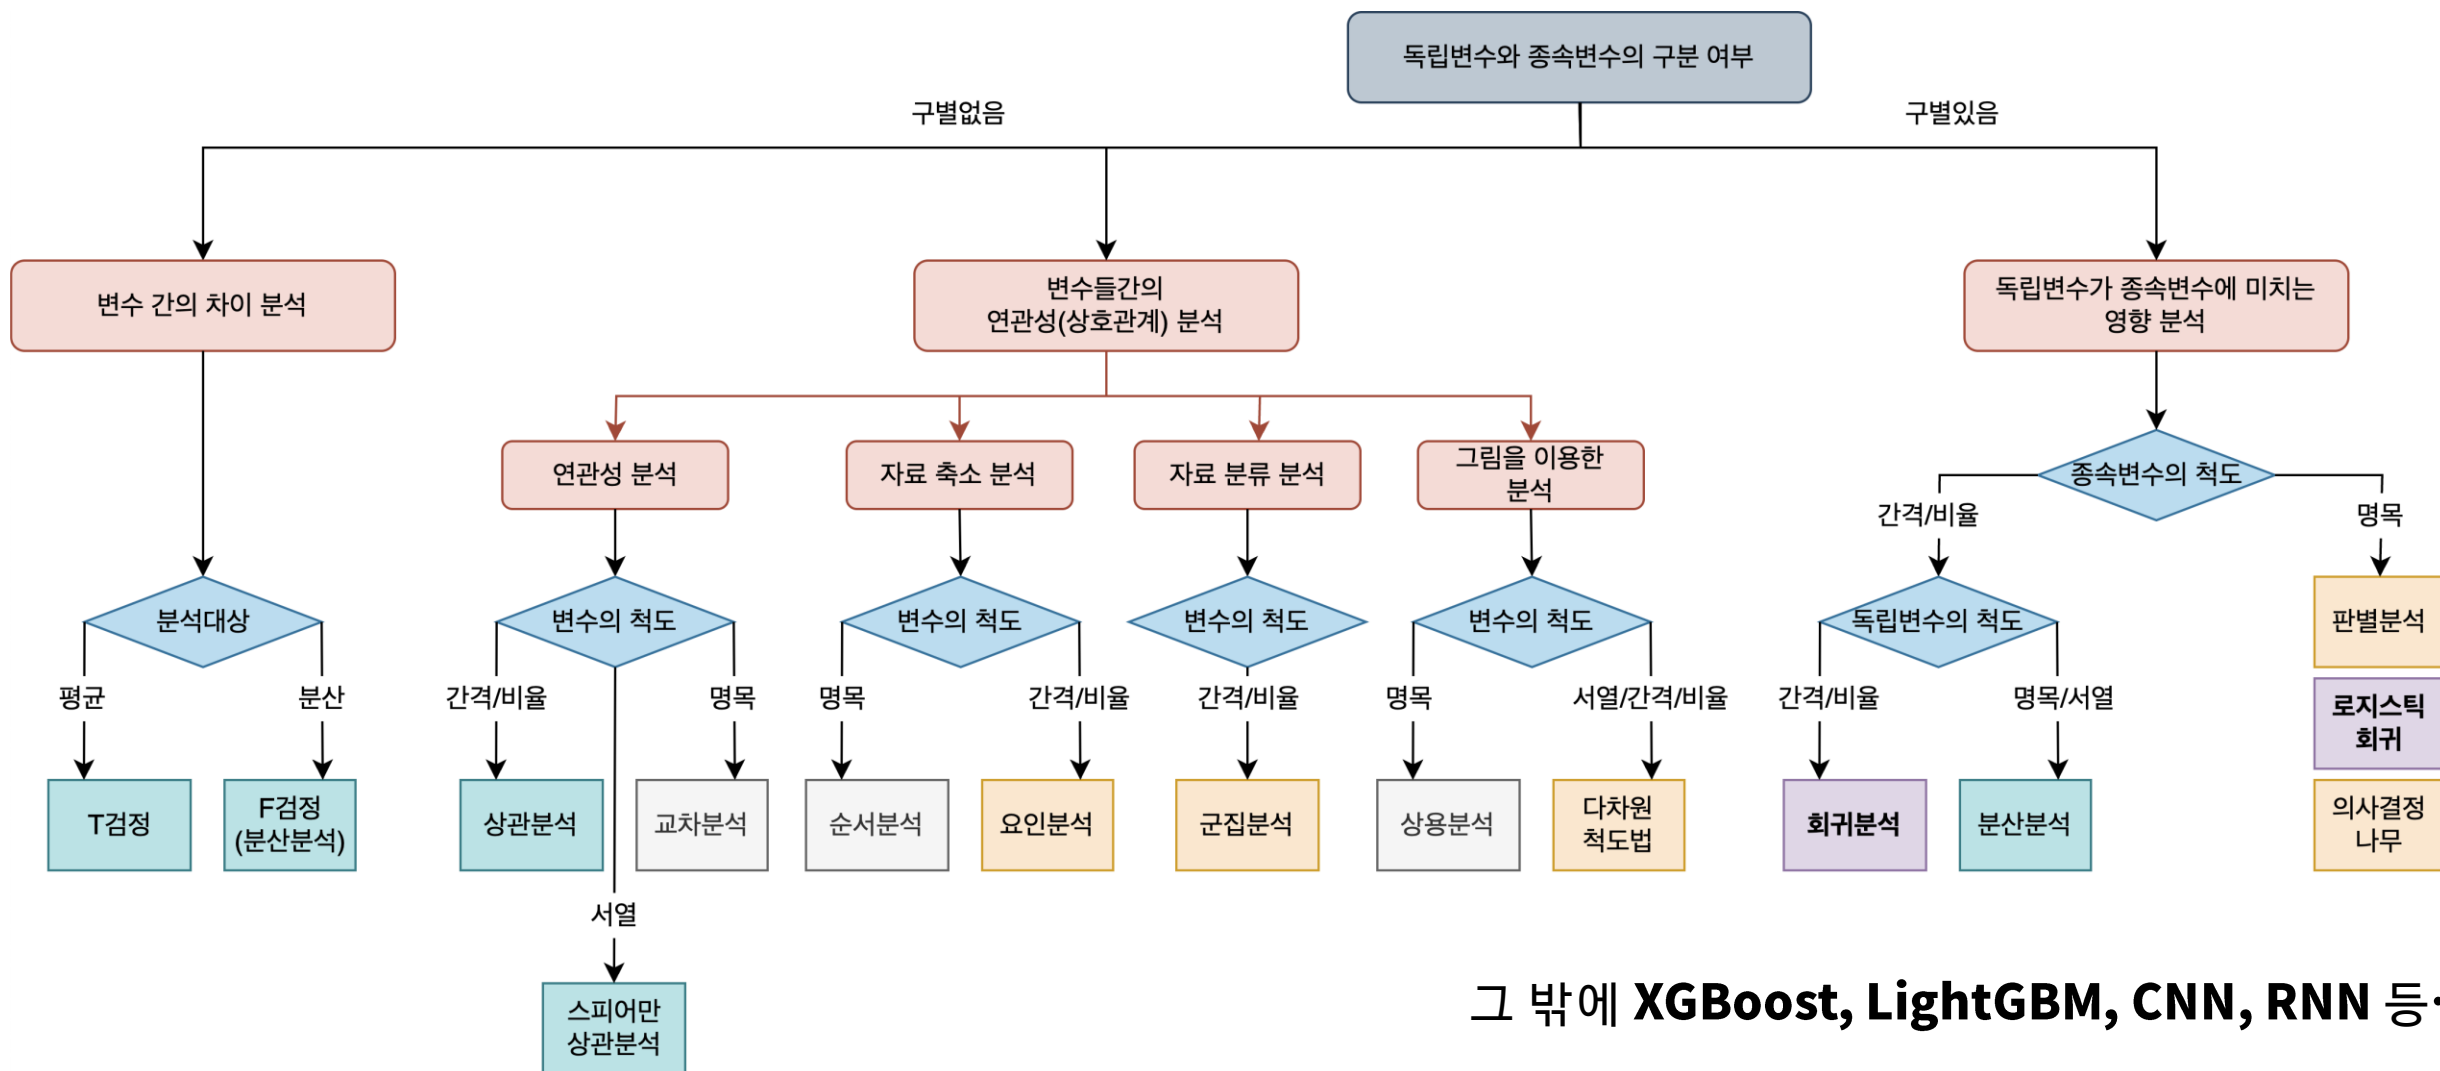 독립변수와 종속변수의 구분 여부
구별없음
구별있음
변수 간의 차이 분석
변수들간의
연관성(상호관계) 분석
독립변수가 종속변수에 미치는
영향 분석
연관성 분석
자료 축소 분석
자료 분류 분석
그림을 이용한
분석
종속변수의 척도
간격/비율
명목
분석대상
변수의 척도
변수의 척도
변수의 척도
변수의 척도
독립변수의 척도
판별분석
평균
분산
간격/비율
명목
명목
간격/비율
간격/비율
명목
서열/간격/비율
간격/비율
명목/서열
로지스틱
회귀
T검정
F검정
(분산분석)
상관분석
교차분석
순서분석
요인분석
군집분석
상용분석
다차원
척도법
회귀분석
분산분석
의사결정
나무
서열
스피어만
상관분석
그 밖에 XGBoost, LightGBM, CNN, RNN 등